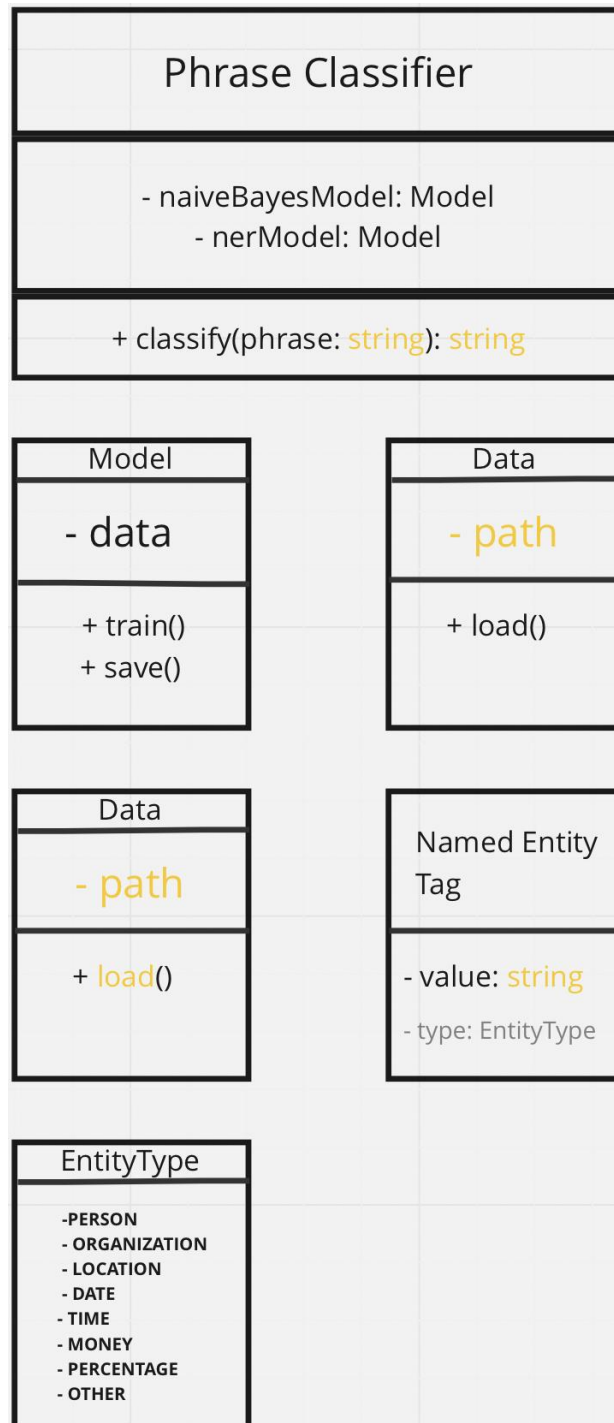 Phrase Classifier
- naiveBayesModel: Model
- nerModel: Model
+ classify(phrase: string): string
Model
- data
+ train()
+ save()
Data
- path
+ load()
Data
- path
+ load()
Named Entity
Tag
- value: string
- type: EntityType
EntityType
-PERSON
- ORGANIZATION
- LOCATION
- DATE
- TIME
- MONEY
- PERCENTAGE
- OTHER